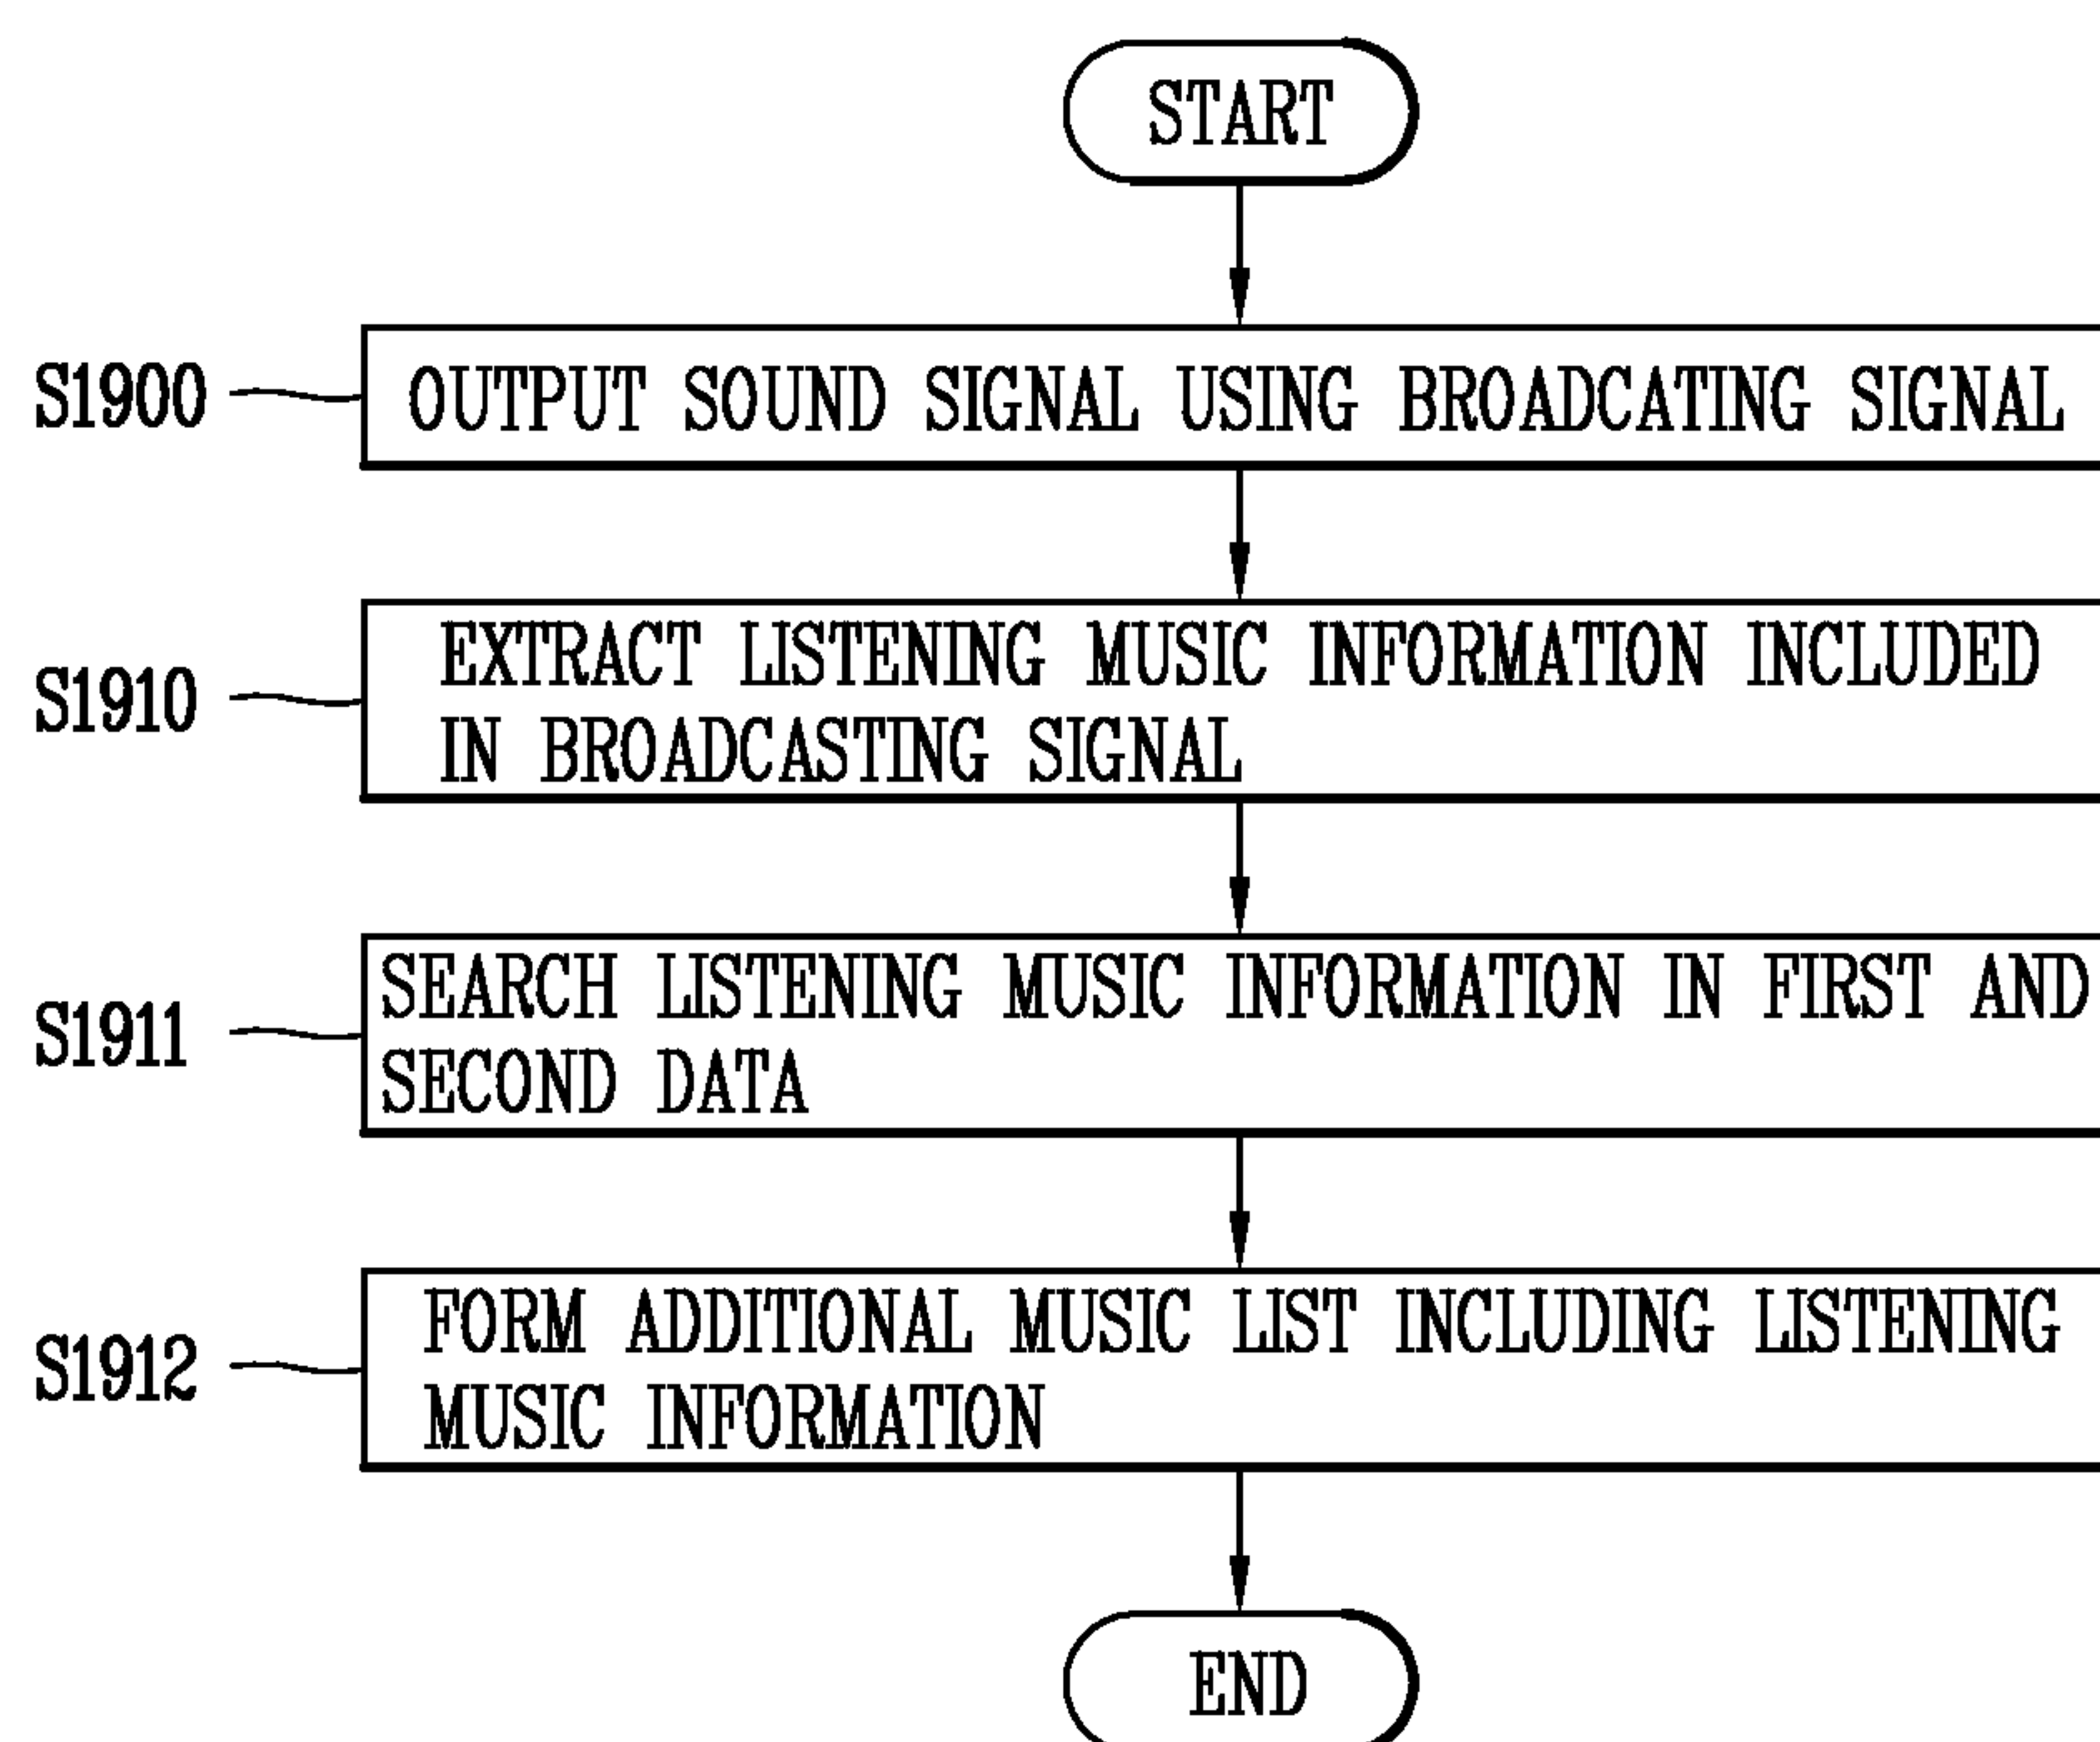 START
S1900
OUTPUT SOUND SIGNAL USING BROADCATING SIGNAL
S1910
EXTRACT LISTENING MUSIC INFORMATION INCLUDED
IN BROADCASTING SIGNAL
S1911
SEARCH LISTENING MUSIC INFORMATION IN FIRST AND
SECOND DATA
S1912
FORM ADDITIONAL MUSIC LIST INCLUDING LISTENING
MUSIC INFORMATION
END